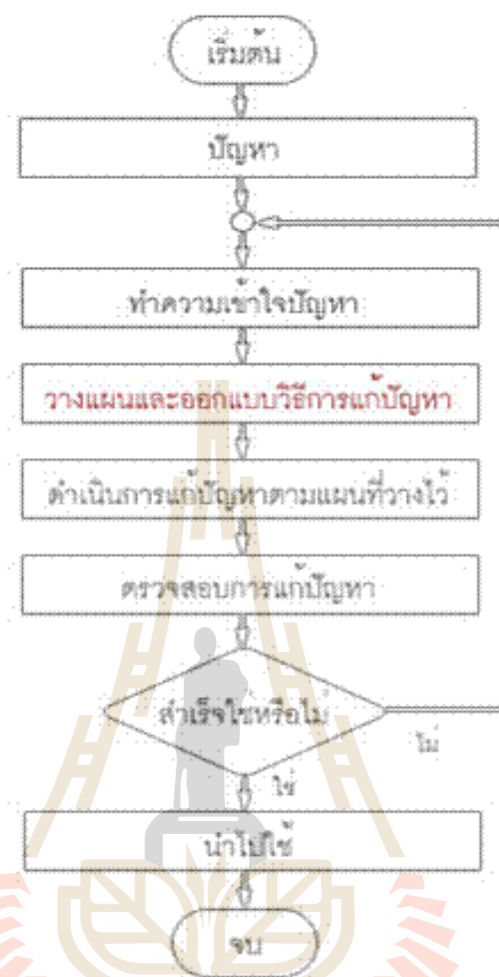 เริ่มต้น
ปัญหา
ทำความเข้าใจปัญหา
วางแผนและออกแบบวิธีการแก้ปัญหา
ดำเนินการแก้ปัญหาตามแผนที่วางไว้
ตรวจสอบการแก้ปัญหา
สำเร็จใช่หรือไม่
ไม่
ใช่
นำไปใช้
จบ